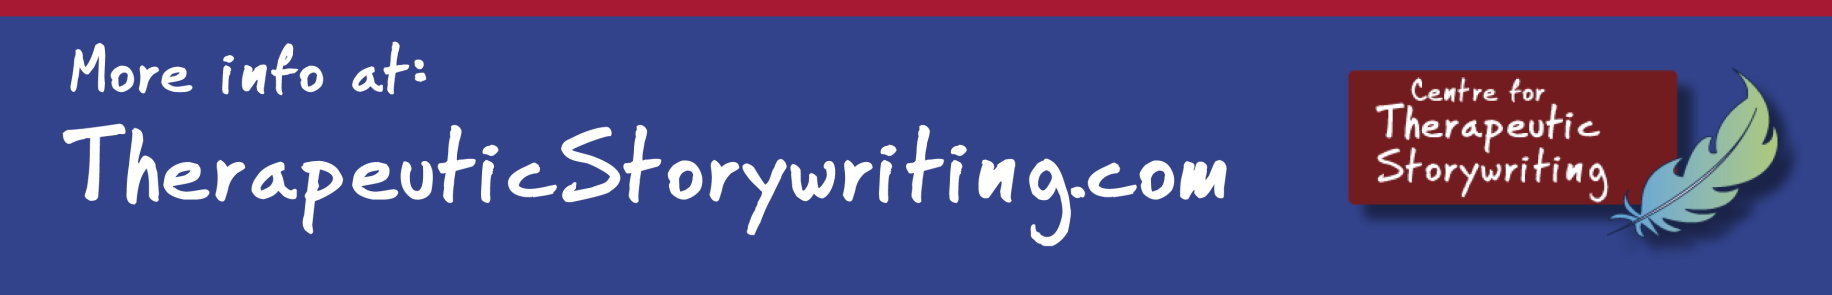 More info at:
TherapeuticStorywriting.com
Centre for
Therapeutic
Storywriting